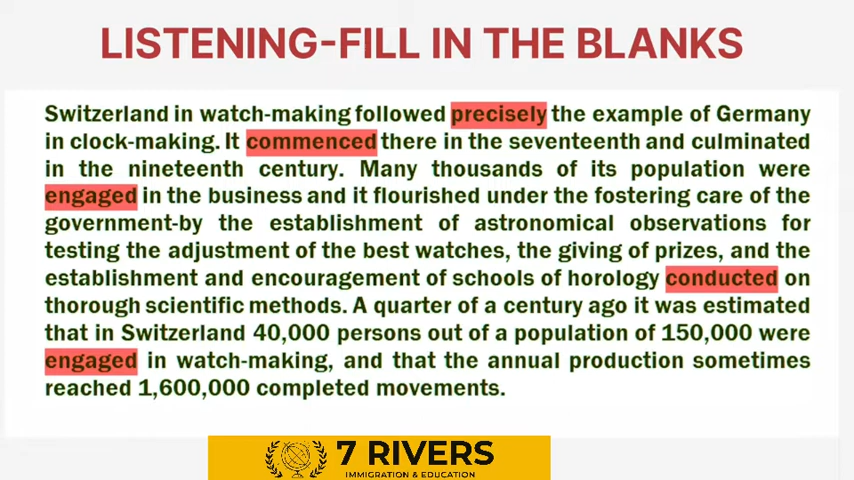 LISTENING-FILL IN THE BLANKS
Switzerland in watch-making followed precisely the example of Germany
in clock-making. It commenced there in the seventeenth and culminated
in the nineteenth century. Many thousands of its population were
engaged in the business and it flourished under the fostering care of the
government-by the establishment of astronomical observations for
testing the adjustment of the best watches, the giving of prizes, and the
establishment and encouragement of schools of horology conducted on
thorough scientific methods. A quarter of a century ago it was estimated
that in Switzerland 40,000 persons out of a population of 150,000 were
engaged in watch-making, and that the annual production sometimes
reached 1,600,000 completed movements.
7 RIVERS
IMMIGRATION & EDUCATION